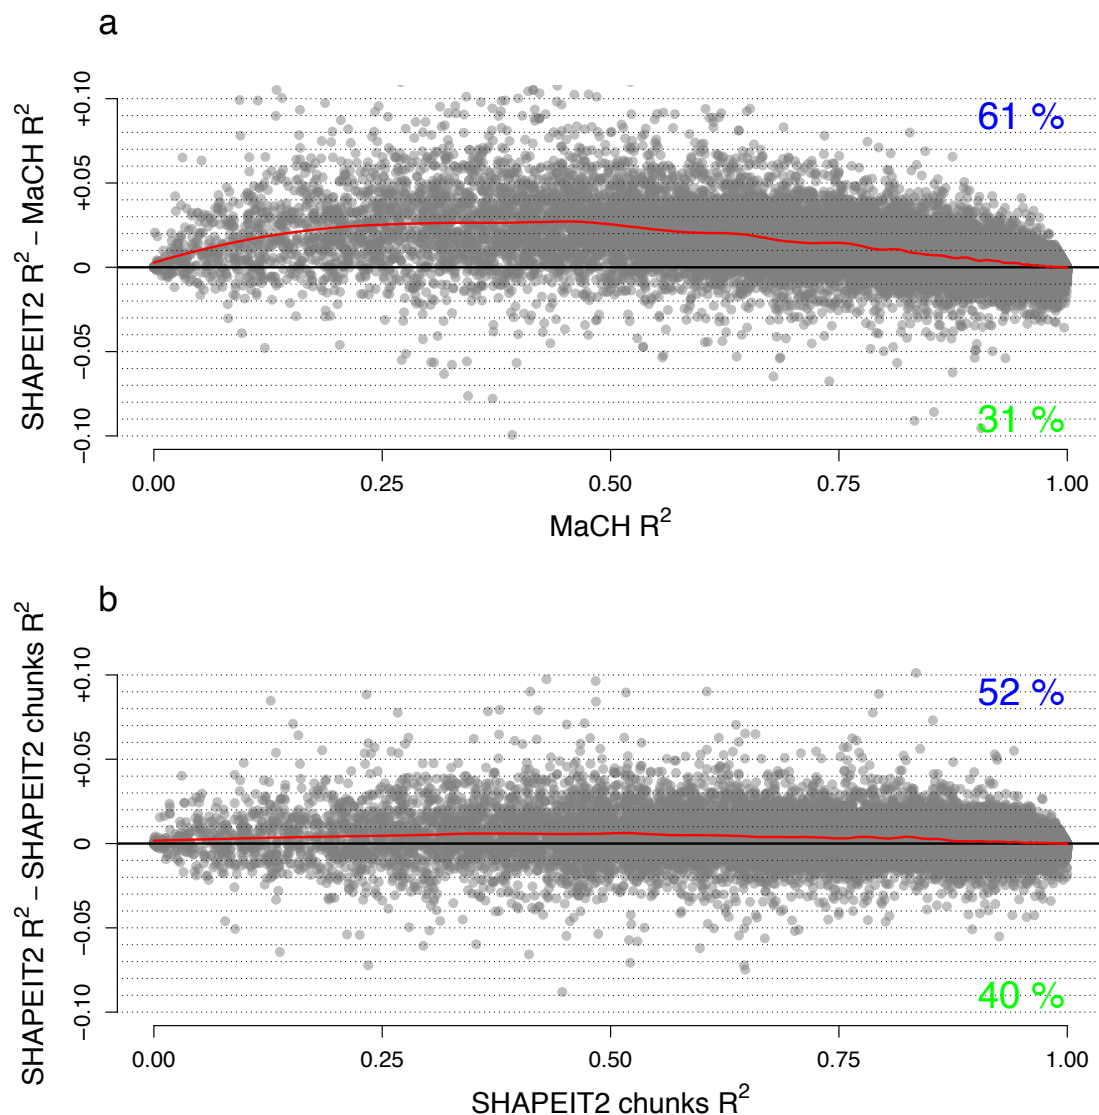 a
SHAPEIT2 R² − MaCH R²
+0.10
+0.05
0
−0.05
−0.10
61 %
31 %
0.00 0.25 0.50 0.75 1.00
MaCH R²
b
SHAPEIT2 R² − SHAPEIT2 chunks R²
+0.10
+0.05
0
−0.05
−0.10
52 %
40 %
0.00 0.25 0.50 0.75 1.00
SHAPEIT2 chunks R²